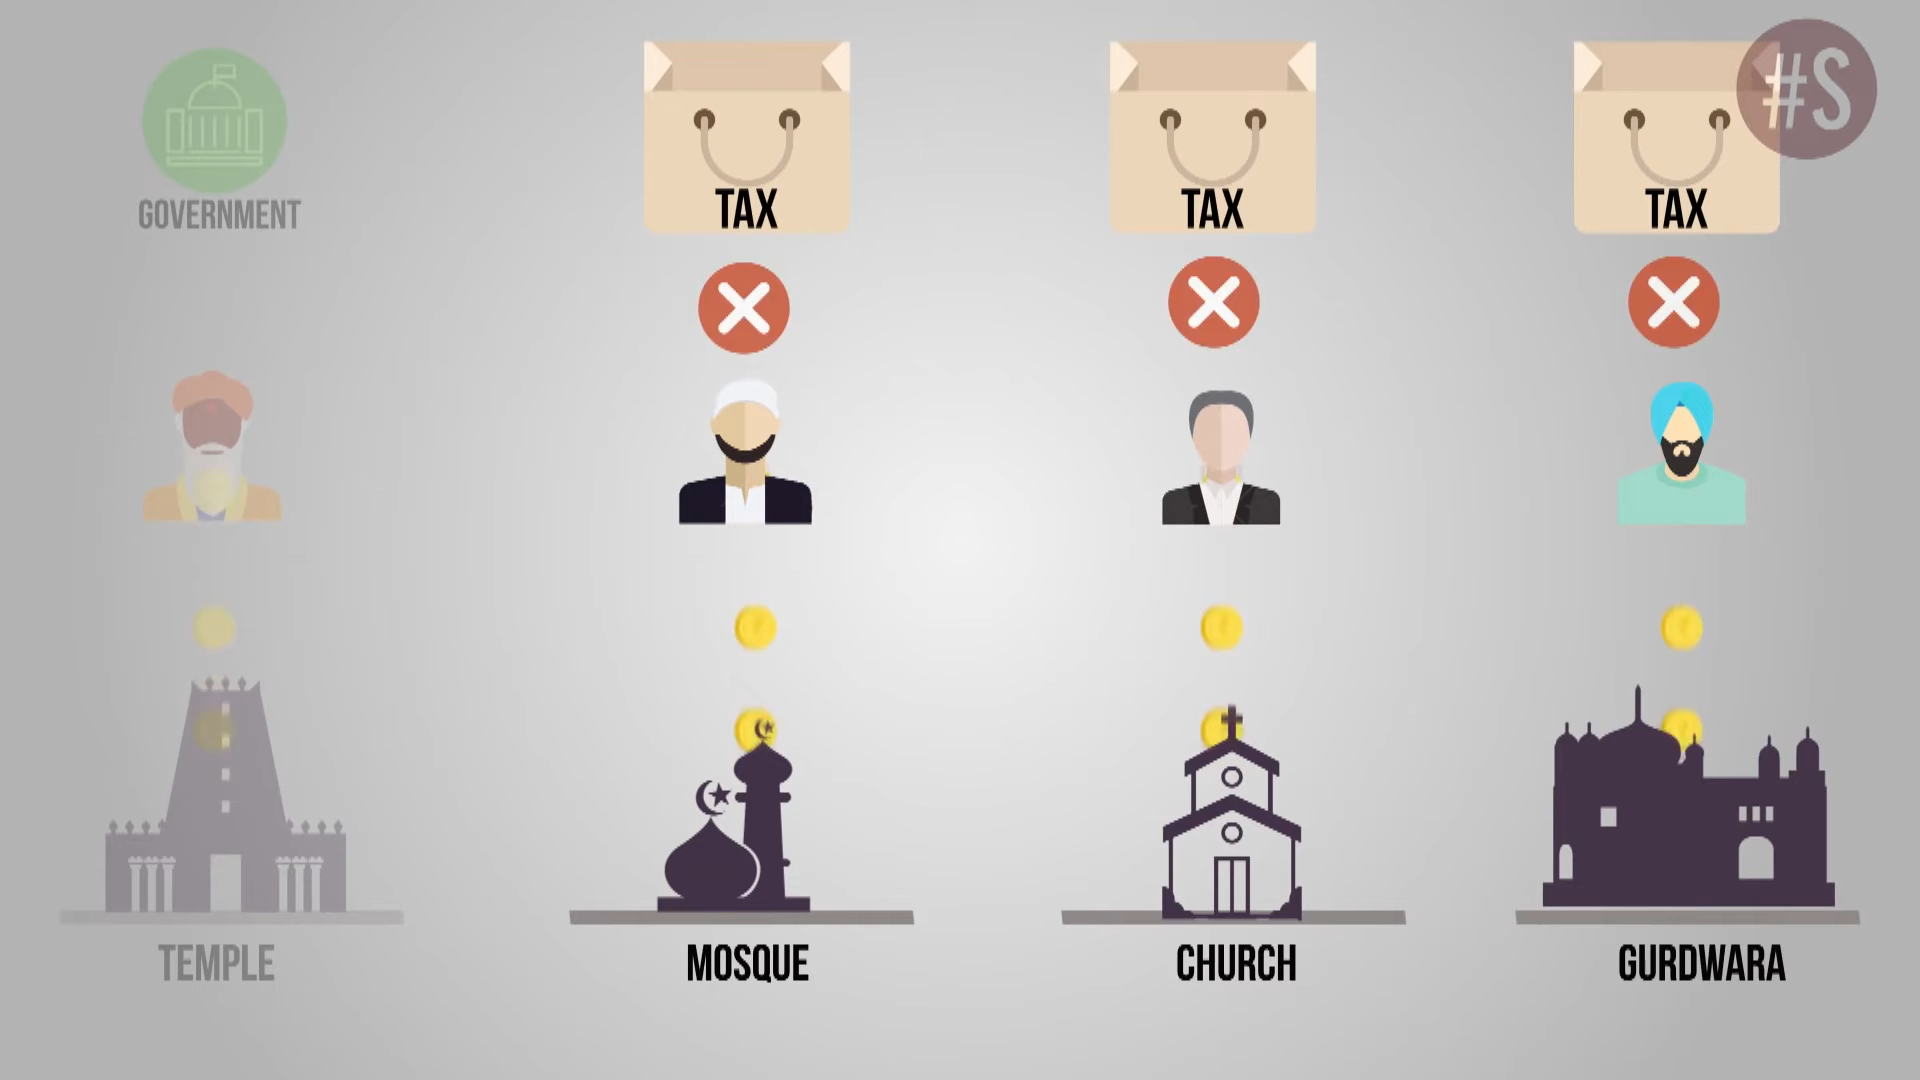 GOVERNMENT
TAX
TAX
TAX
#S
TEMPLE
MOSQUE
CHURCH
GURDWARA